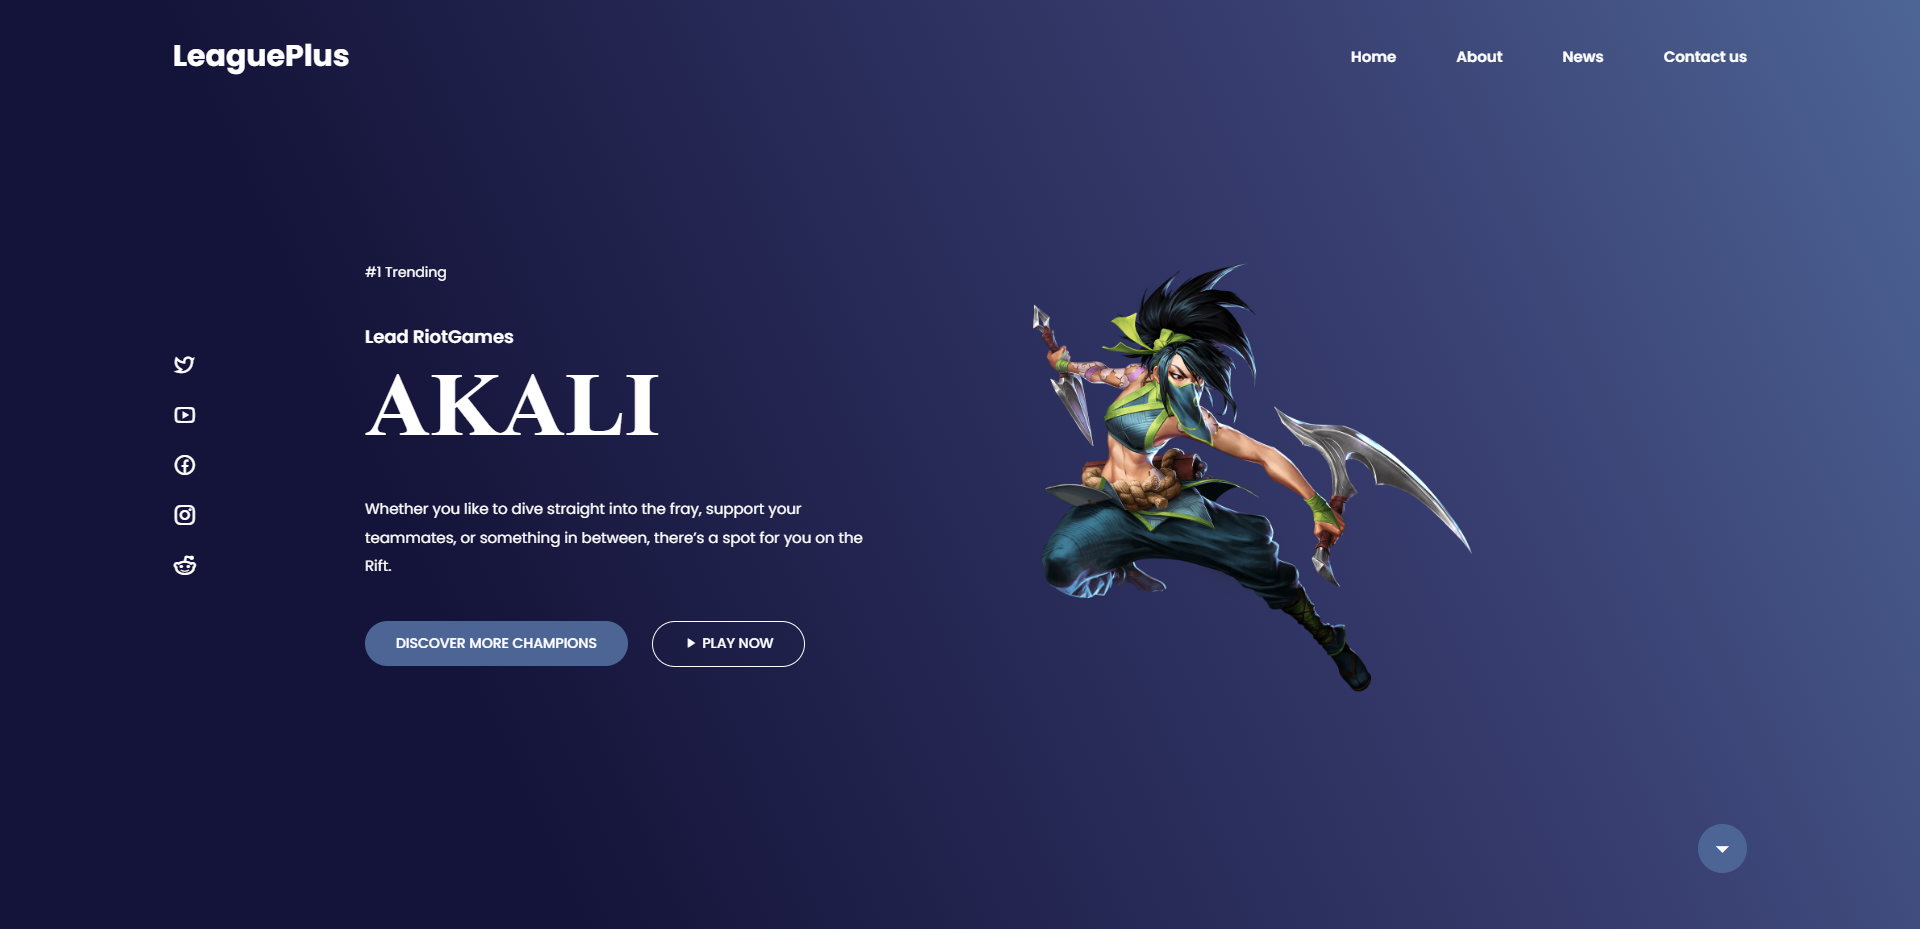 LeaguePlus
Home
About
News
Contact us
#1 Trending
Lead RiotGames
AKALI
Whether you like to dive straight into the fray, support your
teammates, or something in between, there’s a spot for you on the
Rift.
DISCOVER MORE CHAMPIONS
PLAY NOW